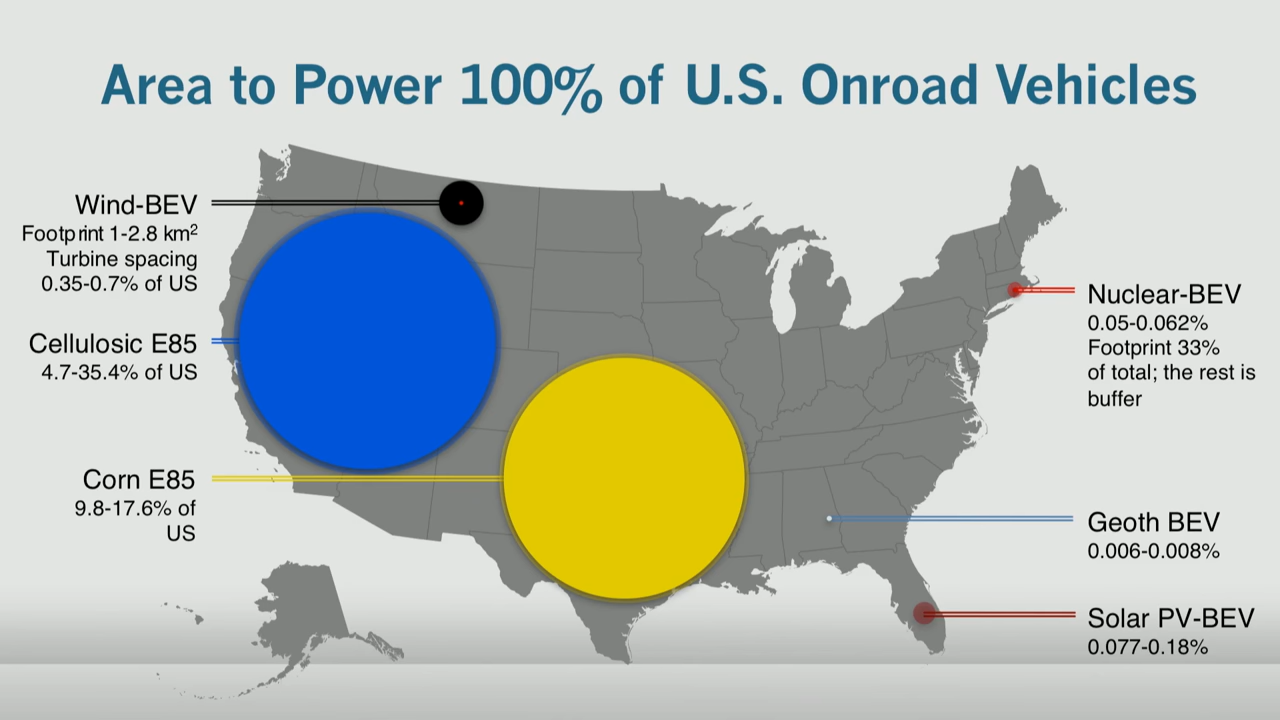 Area to Power 100% of U.S. Onroad Vehicles
Wind-BEV
Footprint 1-2.8 km²
Turbine spacing
0.35-0.7% of US
Cellulosic E85
4.7-35.4% of US
Corn E85
9.8-17.6% of
US
Nuclear-BEV
0.05-0.062%
Footprint 33%
of total; the rest is
buffer
Geoth BEV
0.006-0.008%
Solar PV-BEV
0.077-0.18%